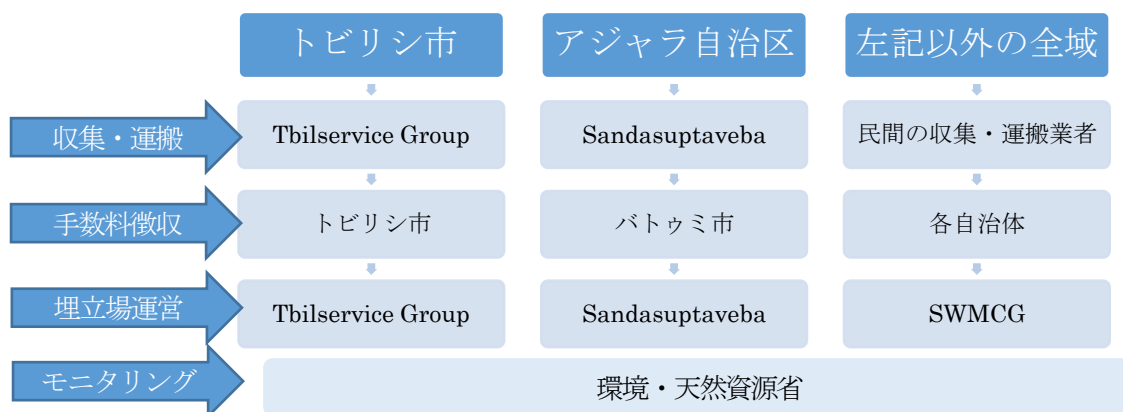 トビリシ市
アジャラ自治区
左記以外の全域
収集・運搬
Tbilservice Group
Sandasuptaveba
民間の収集・運搬業者
手数料徴収
トビリシ市
バトゥミ市
各自治体
埋立場運営
Tbilservice Group
Sandasuptaveba
SWMCG
モニタリング
環境・天然資源省